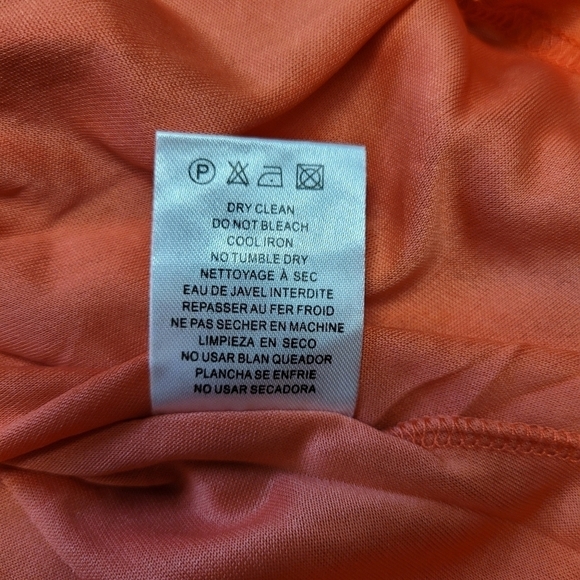 P
DRY CLEAN
DO NOT BLEACH
COOL IRON
NO TUMBLE DRY
NETTOYAGE À SEC
EAU DE JAVEL INTERDITE
REPASSER AU FER FROID
NE PAS SECHER EN MACHINE
LIMPIEZA EN SECO
NO USAR BLAN QUEADOR
PLANCHA SE ENFRIE
NO USAR SECADORA